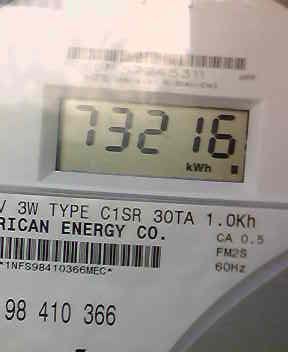 73216
kWh
V 3W TYPE C1SR 30TA 1.0Kh
RICAN ENERGY CO.
CA 0.5
FM2S
60Hz
*1NFS98410366MEC*
98 410 366